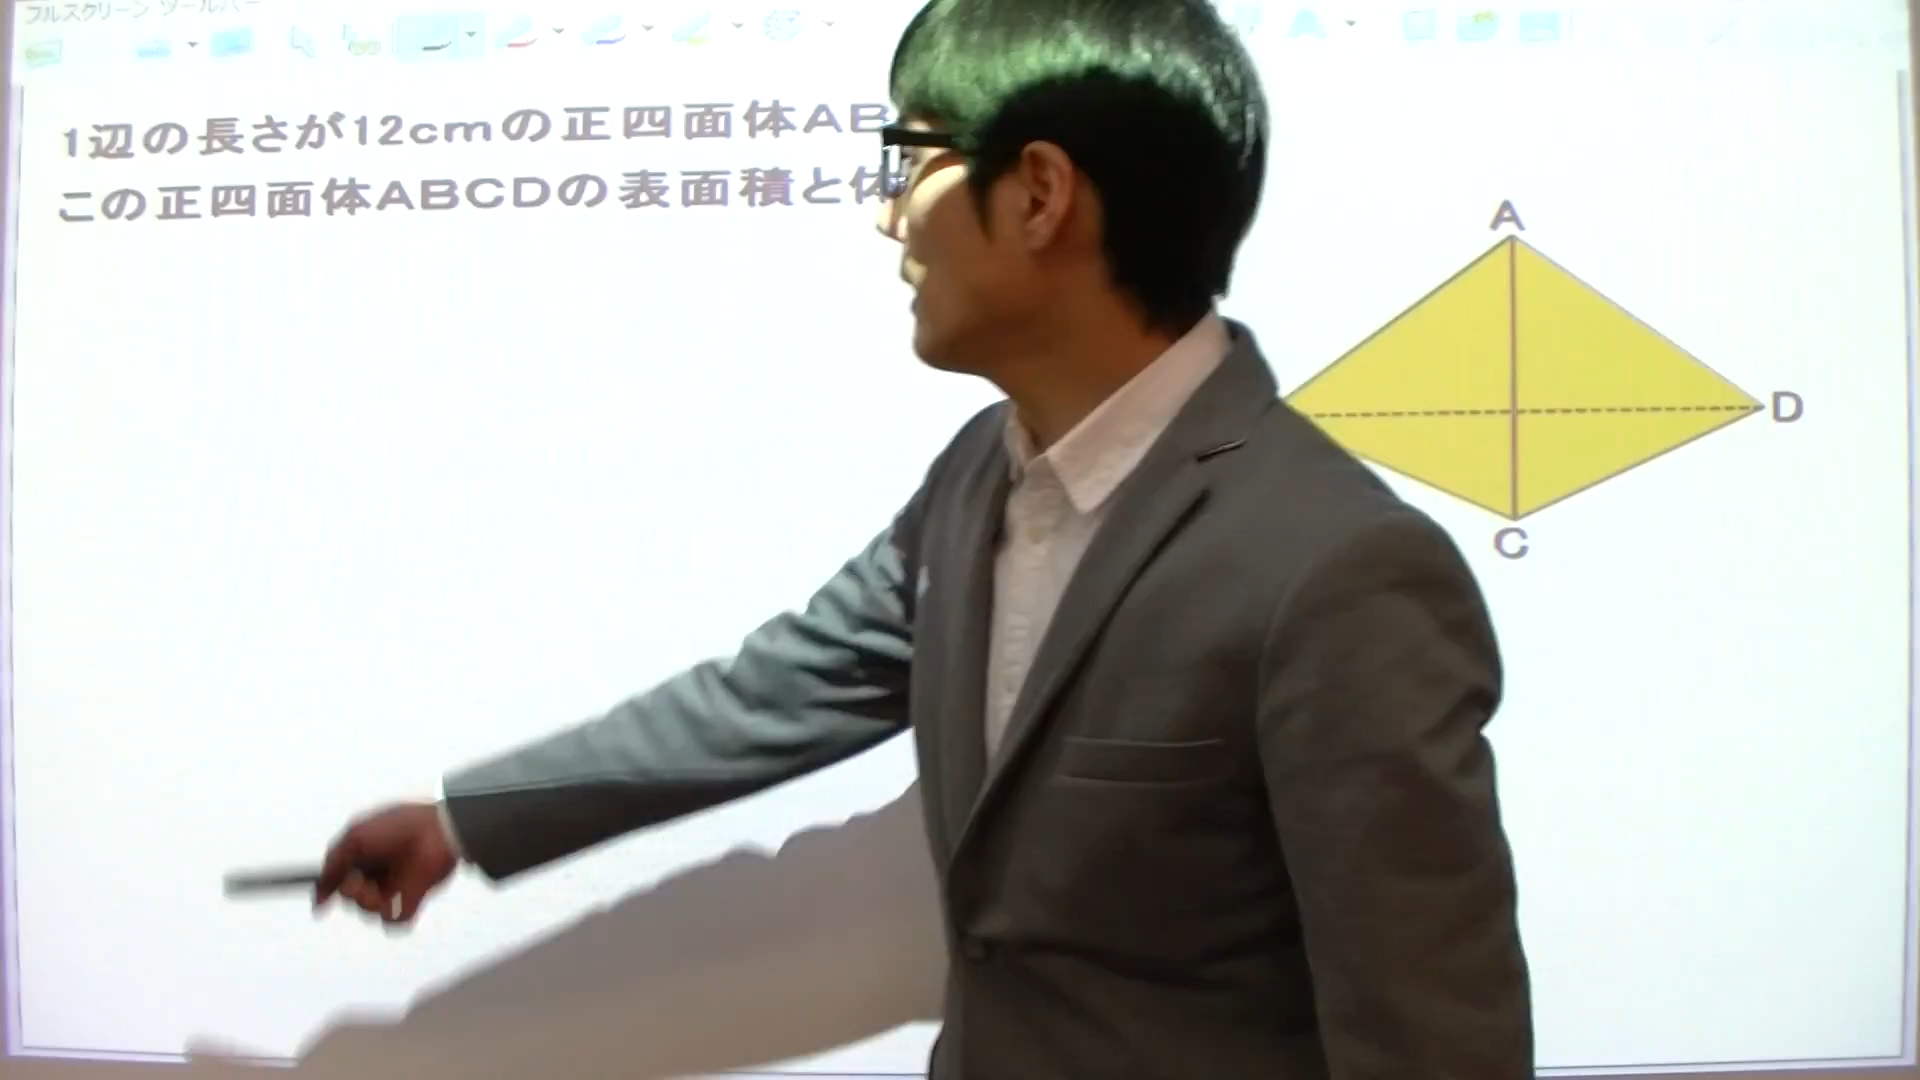 フルスクリーン ツールバー
1辺の長さが12cmの正四面体AB
この正四面体ABCDの表面積と体
A
D
C